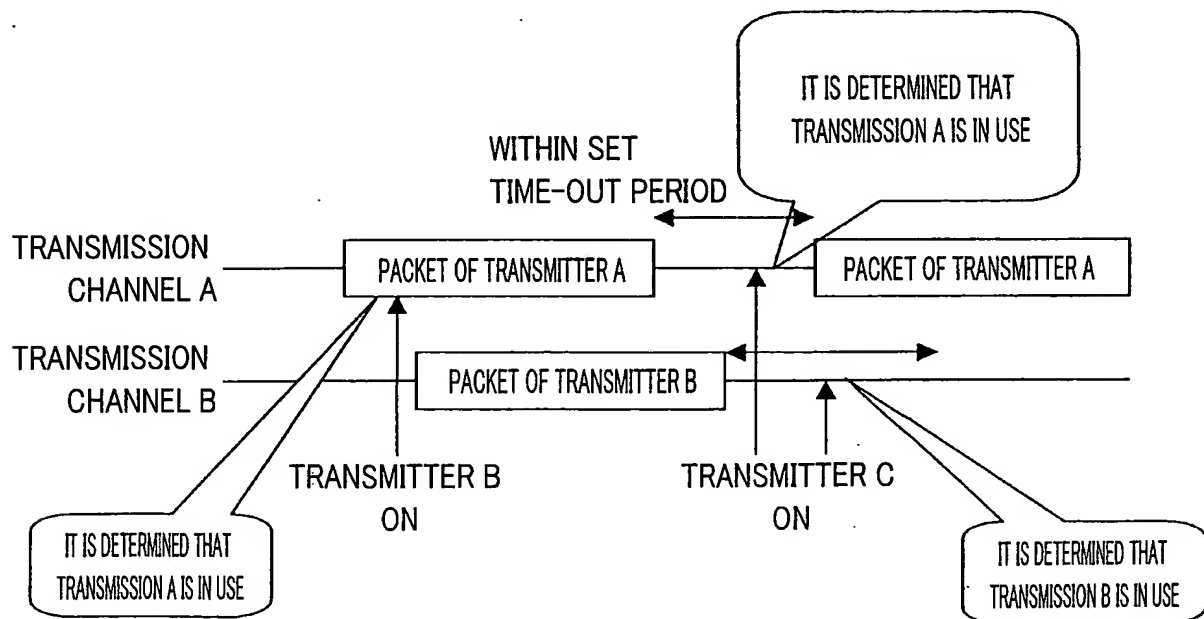 IT IS DETERMINED THAT
TRANSMISSION A IS IN USE
WITHIN SET
TIME-OUT PERIOD
TRANSMISSION
CHANNEL A
PACKET OF TRANSMITTER A
PACKET OF TRANSMITTER A
TRANSMISSION
CHANNEL B
PACKET OF TRANSMITTER B
TRANSMITTER B
ON
TRANSMITTER C
ON
IT IS DETERMINED THAT
TRANSMISSION A IS IN USE
IT IS DETERMINED THAT
TRANSMISSION B IS IN USE